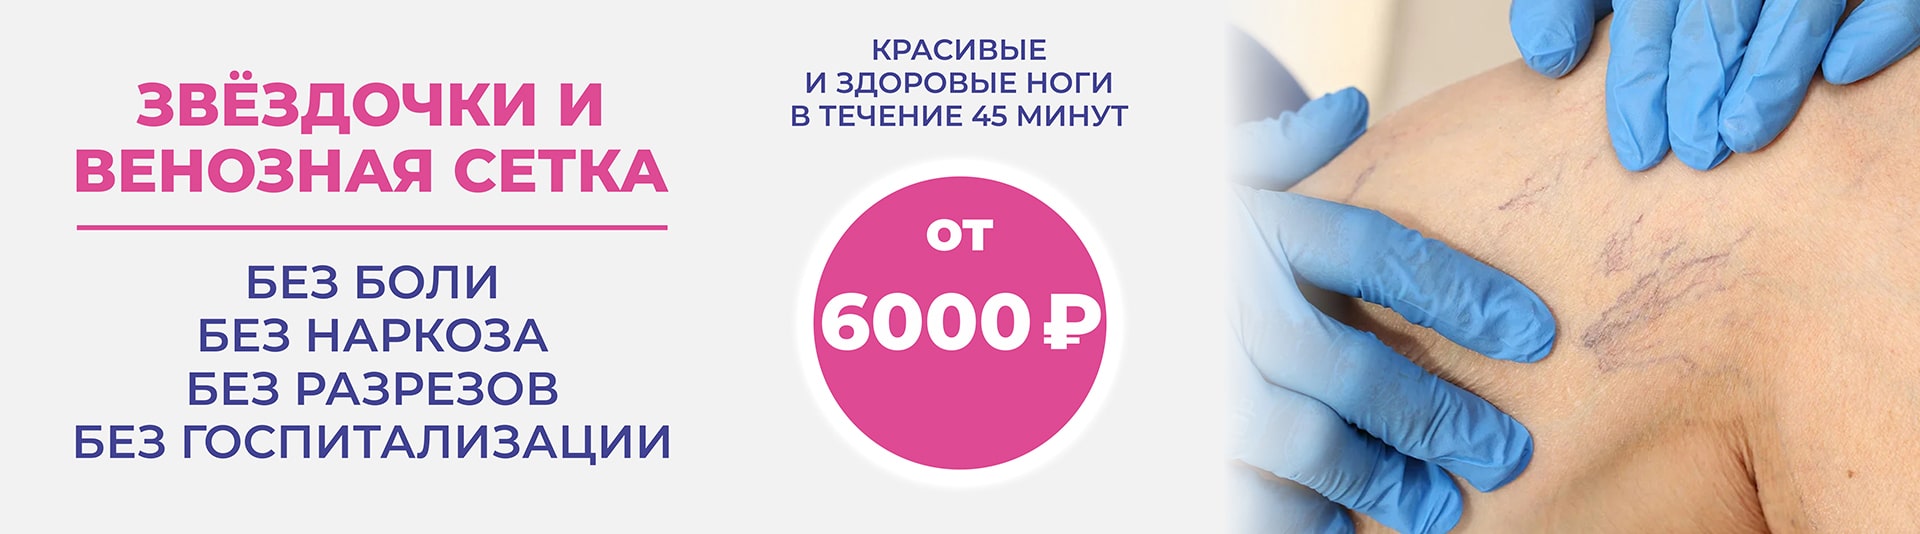 ЗВЁЗДОЧКИ И
ВЕНОЗНАЯ СЕТКА
БЕЗ БОЛИ
БЕЗ НАРКОЗА
БЕЗ РАЗРЕЗОВ
БЕЗ ГОСПИТАЛИЗАЦИИ
КРАСИВЫЕ
И ЗДОРОВЫЕ НОГИ
В ТЕЧЕНИЕ 45 МИНУТ
от
6000 ₽